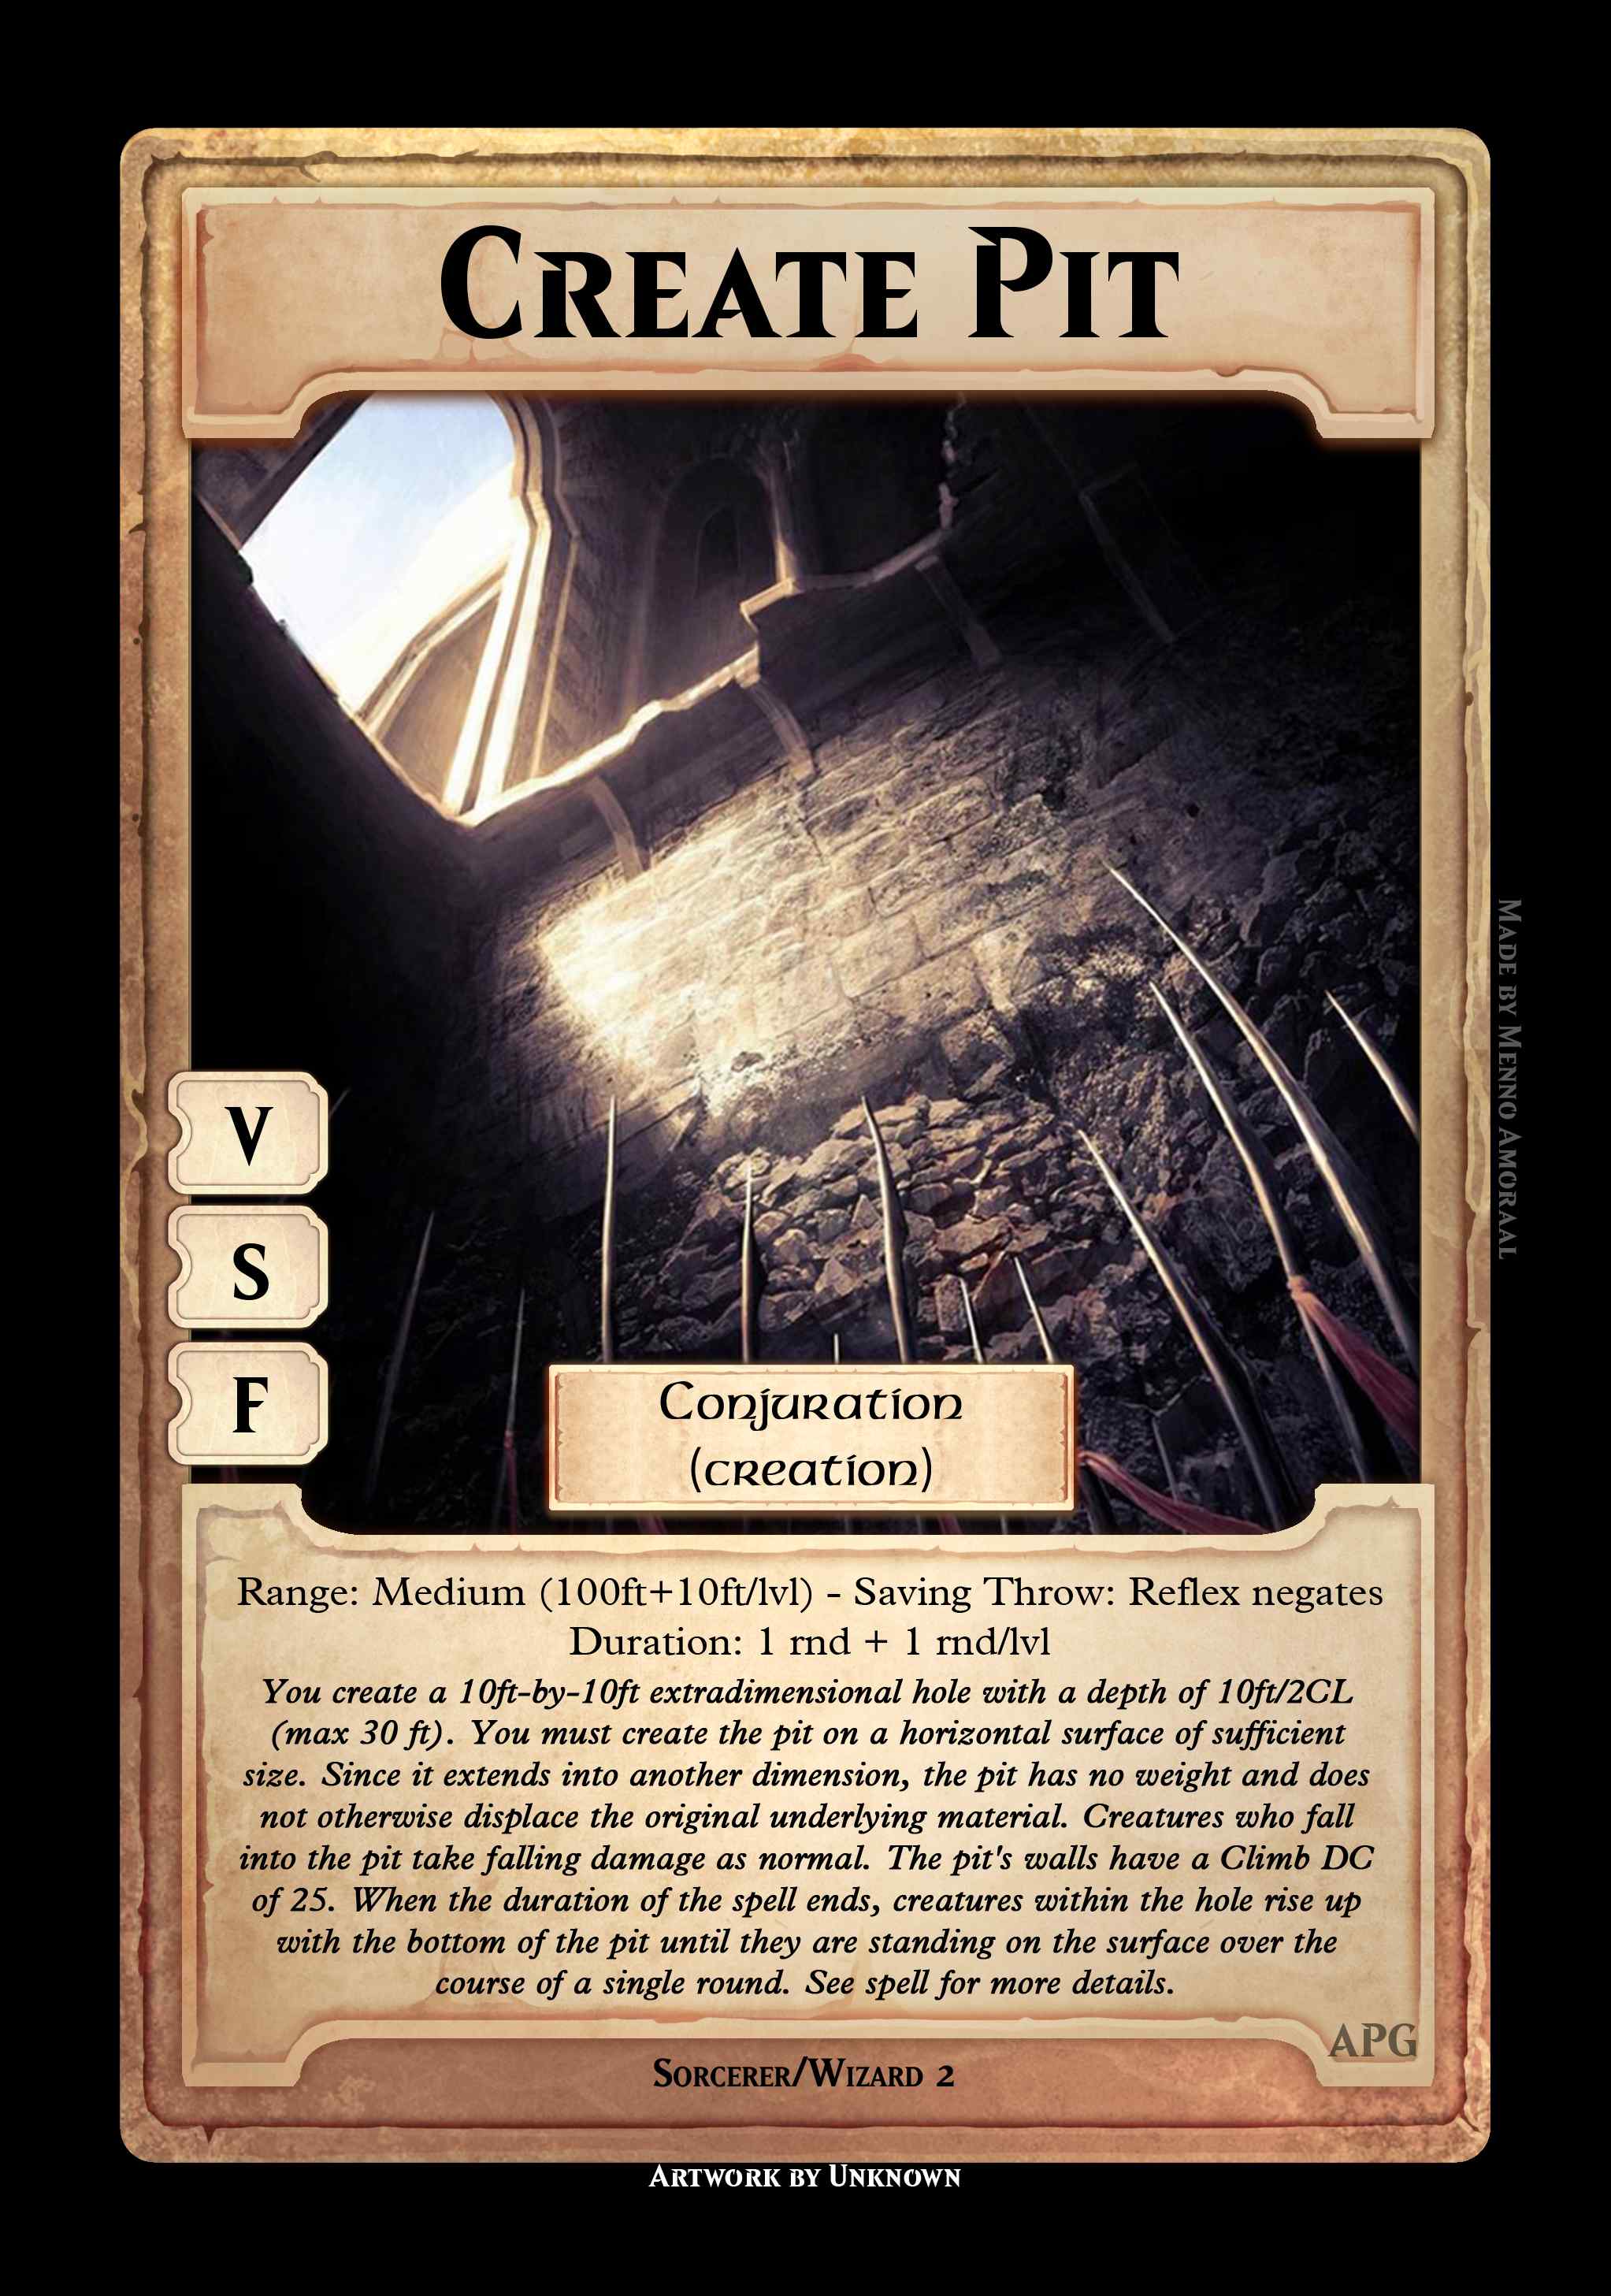 Create Pit
V
S
F
Conjuration
(creation)
Range: Medium (100ft+10ft/lvl) - Saving Throw: Reflex negates
Duration: 1 rnd + 1 rnd/lvl
You create a 10ft-by-10ft extradimensional hole with a depth of 10ft/2CL
(max 30 ft). You must create the pit on a horizontal surface of sufficient
size. Since it extends into another dimension, the pit has no weight and does
not otherwise displace the original underlying material. Creatures who fall
into the pit take falling damage as normal. The pit's walls have a Climb DC
of 25. When the duration of the spell ends, creatures within the hole rise up
with the bottom of the pit until they are standing on the surface over the
course of a single round. See spell for more details.
APG
Sorcerer/Wizard 2
Artwork by Unknown
Made by Menno Amoraal